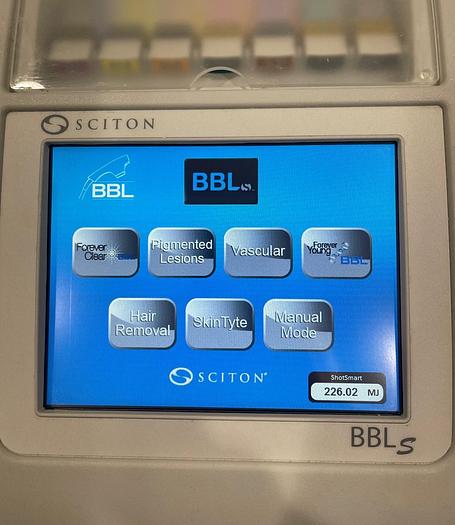 SCITON
BBL
BBLs
Forever
Clear BBL
Pigmented
Lesions
Vascular
Forever
Young BBL
Hair
Removal
SkinTyte
Manual
Mode
SCITON®
ShotSmart
226.02 MJ
BBLs